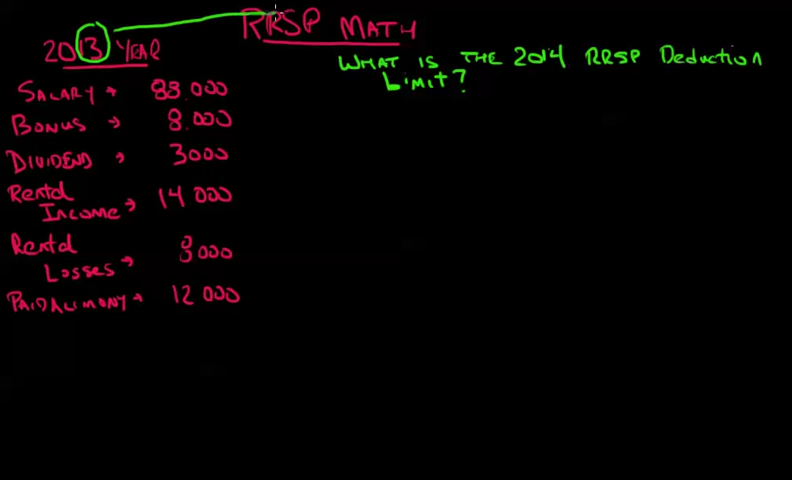 RRSP MATH
2013 YEAR
WHAT IS THE 2014 RRSP Deduction
Limit?
SALARY → 88.000
BONUS → 8.000
DIVIDEND → 3000
Rental
INCOME → 14 000
Rental
LOSSES → 8000
PAID ALIMONY → 12 000